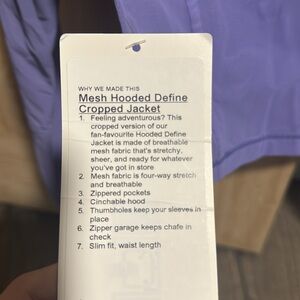 WHY WE MADE THIS
Mesh Hooded Define
Cropped Jacket
1. Feeling adventurous? This
cropped version of our
fan-favourite Hooded Define
Jacket is made of breathable
mesh fabric that's stretchy,
sheer, and ready for whatever
you've got in store
2. Mesh fabric is four-way stretch
and breathable
3. Zippered pockets
4. Cinchable hood
5. Thumbholes keep your sleeves in
place
6. Zipper garage keeps chafe in
check
7. Slim fit, waist length